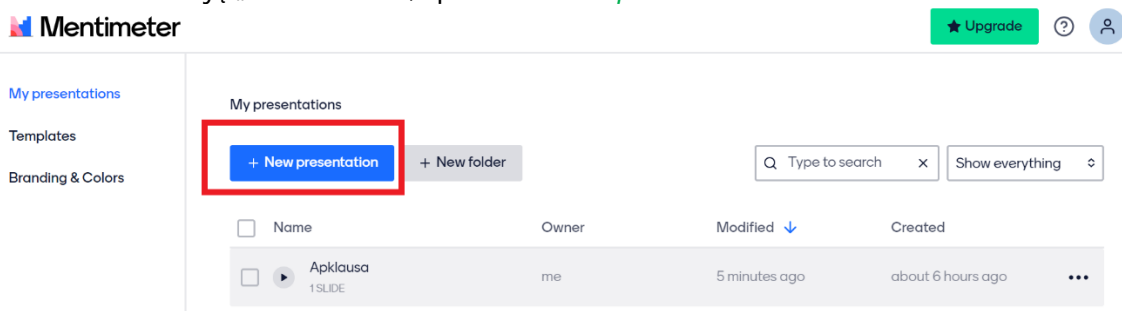 Mentimeter
Upgrade
My presentations
Templates
Branding & Colors
My presentations
+ New presentation
+ New folder
Type to search
Show everything
Name Owner Modified Created
Apklausa me 5 minutes ago about 6 hours ago
1 SLIDE